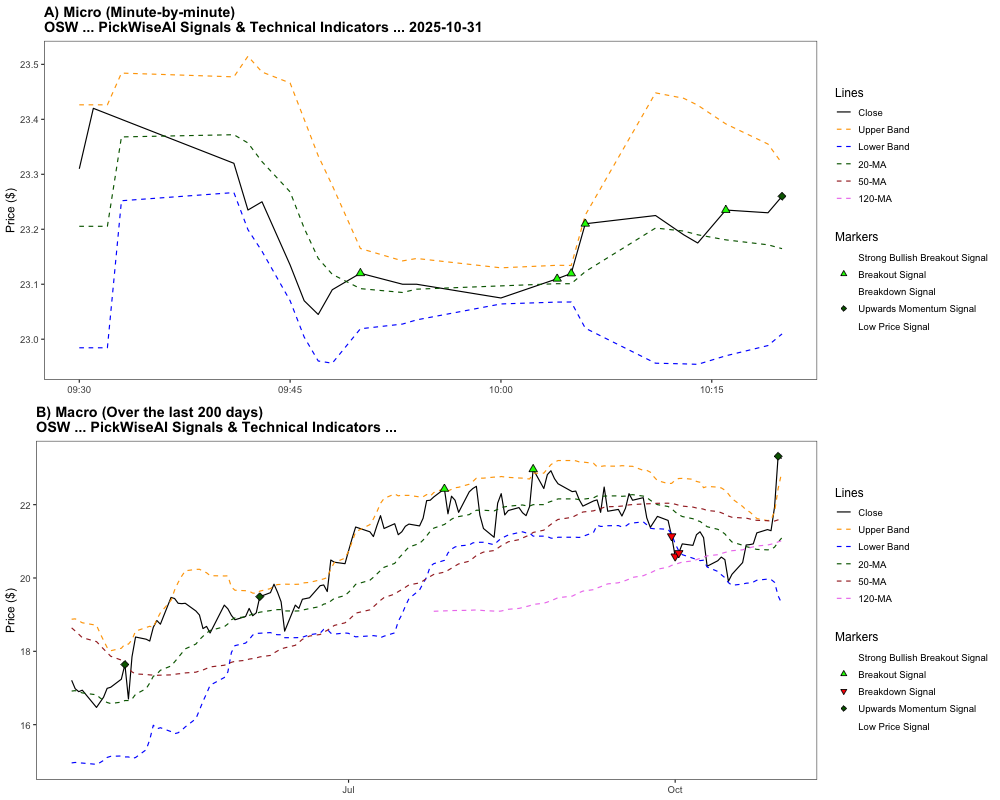 A) Micro (Minute-by-minute)
OSW ... PickWiseAI Signals & Technical Indicators ... 2025-10-31
Price ($)
23.5
23.4
23.3
23.2
23.1
23.0
09:30
09:45
10:00
10:15
Lines
Close
Upper Band
Lower Band
20-MA
50-MA
120-MA
Markers
Strong Bullish Breakout Signal
Breakout Signal
Breakdown Signal
Upwards Momentum Signal
Low Price Signal
B) Macro (Over the last 200 days)
OSW ... PickWiseAI Signals & Technical Indicators ...
Price ($)
22
20
18
16
Jul
Oct
Lines
Close
Upper Band
Lower Band
20-MA
50-MA
120-MA
Markers
Strong Bullish Breakout Signal
Breakout Signal
Breakdown Signal
Upwards Momentum Signal
Low Price Signal